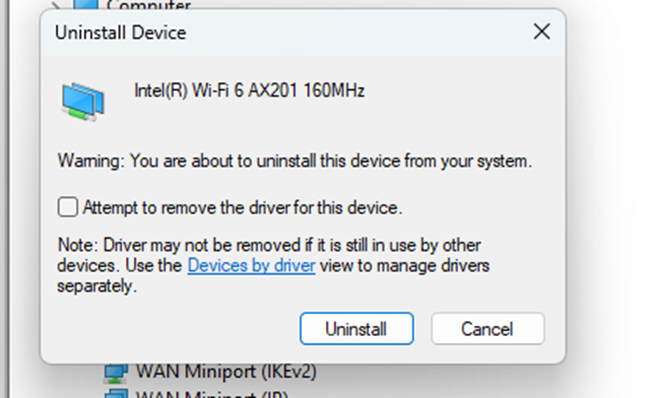 Computer
Uninstall Device
Intel(R) Wi-Fi 6 AX201 160MHz
Warning: You are about to uninstall this device from your system.
Attempt to remove the driver for this device.
Note: Driver may not be removed if it is still in use by other
devices. Use the Devices by driver view to manage drivers
separately.
Uninstall
Cancel
WAN Miniport (IKEv2)
WAN Miniport (IP)